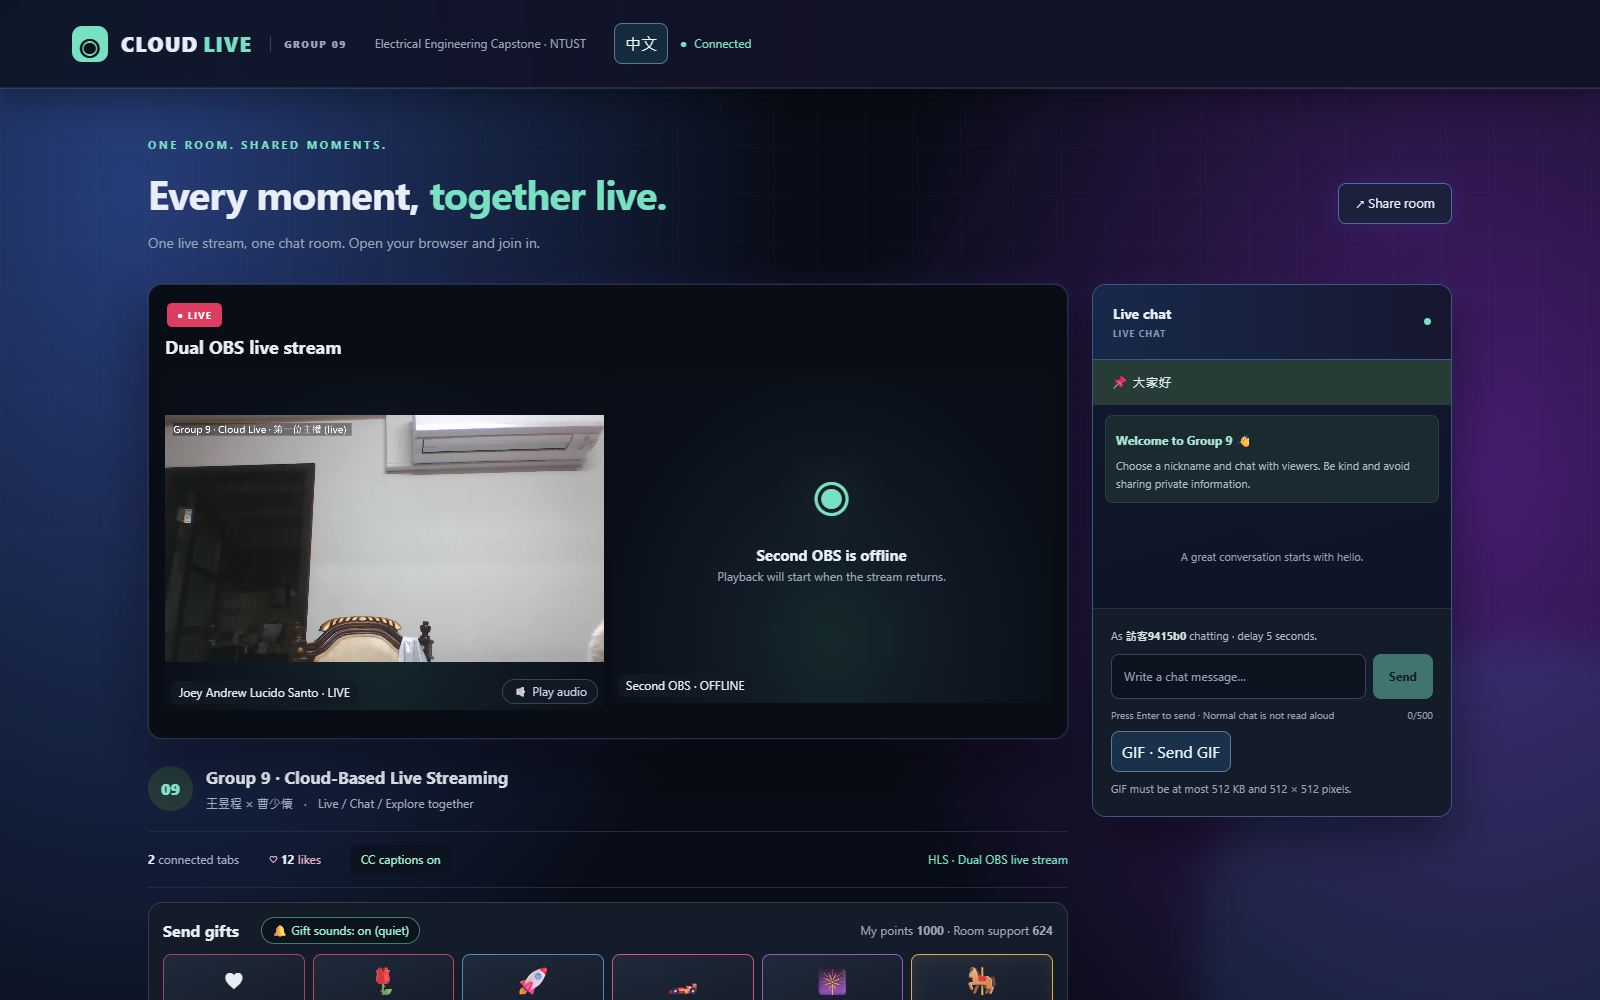 CLOUD LIVE
GROUP 09
Electrical Engineering Capstone · NTUST
中文
Connected
ONE ROOM. SHARED MOMENTS.
Every moment, together live.
One live stream, one chat room. Open your browser and join in.
↗ Share room
LIVE
Dual OBS live stream
Group 9 · Cloud Live · 第一位主播 (live)
Joey Andrew Lucido Santo · LIVE
Play audio
Second OBS is offline
Playback will start when the stream returns.
Second OBS · OFFLINE
09
Group 9 · Cloud-Based Live Streaming
王昱程 × 曹少懷 · Live / Chat / Explore together
2 connected tabs
♡ 12 likes
CC captions on
HLS · Dual OBS live stream
Send gifts
Gift sounds: on (quiet)
My points 1000 · Room support 624
Live chat
LIVE CHAT
大家好
Welcome to Group 9
Choose a nickname and chat with viewers. Be kind and avoid
sharing private information.
A great conversation starts with hello.
As 訪客9415b0 chatting · delay 5 seconds.
Write a chat message...
Send
Press Enter to send · Normal chat is not read aloud
0/500
GIF · Send GIF
GIF must be at most 512 KB and 512 × 512 pixels.